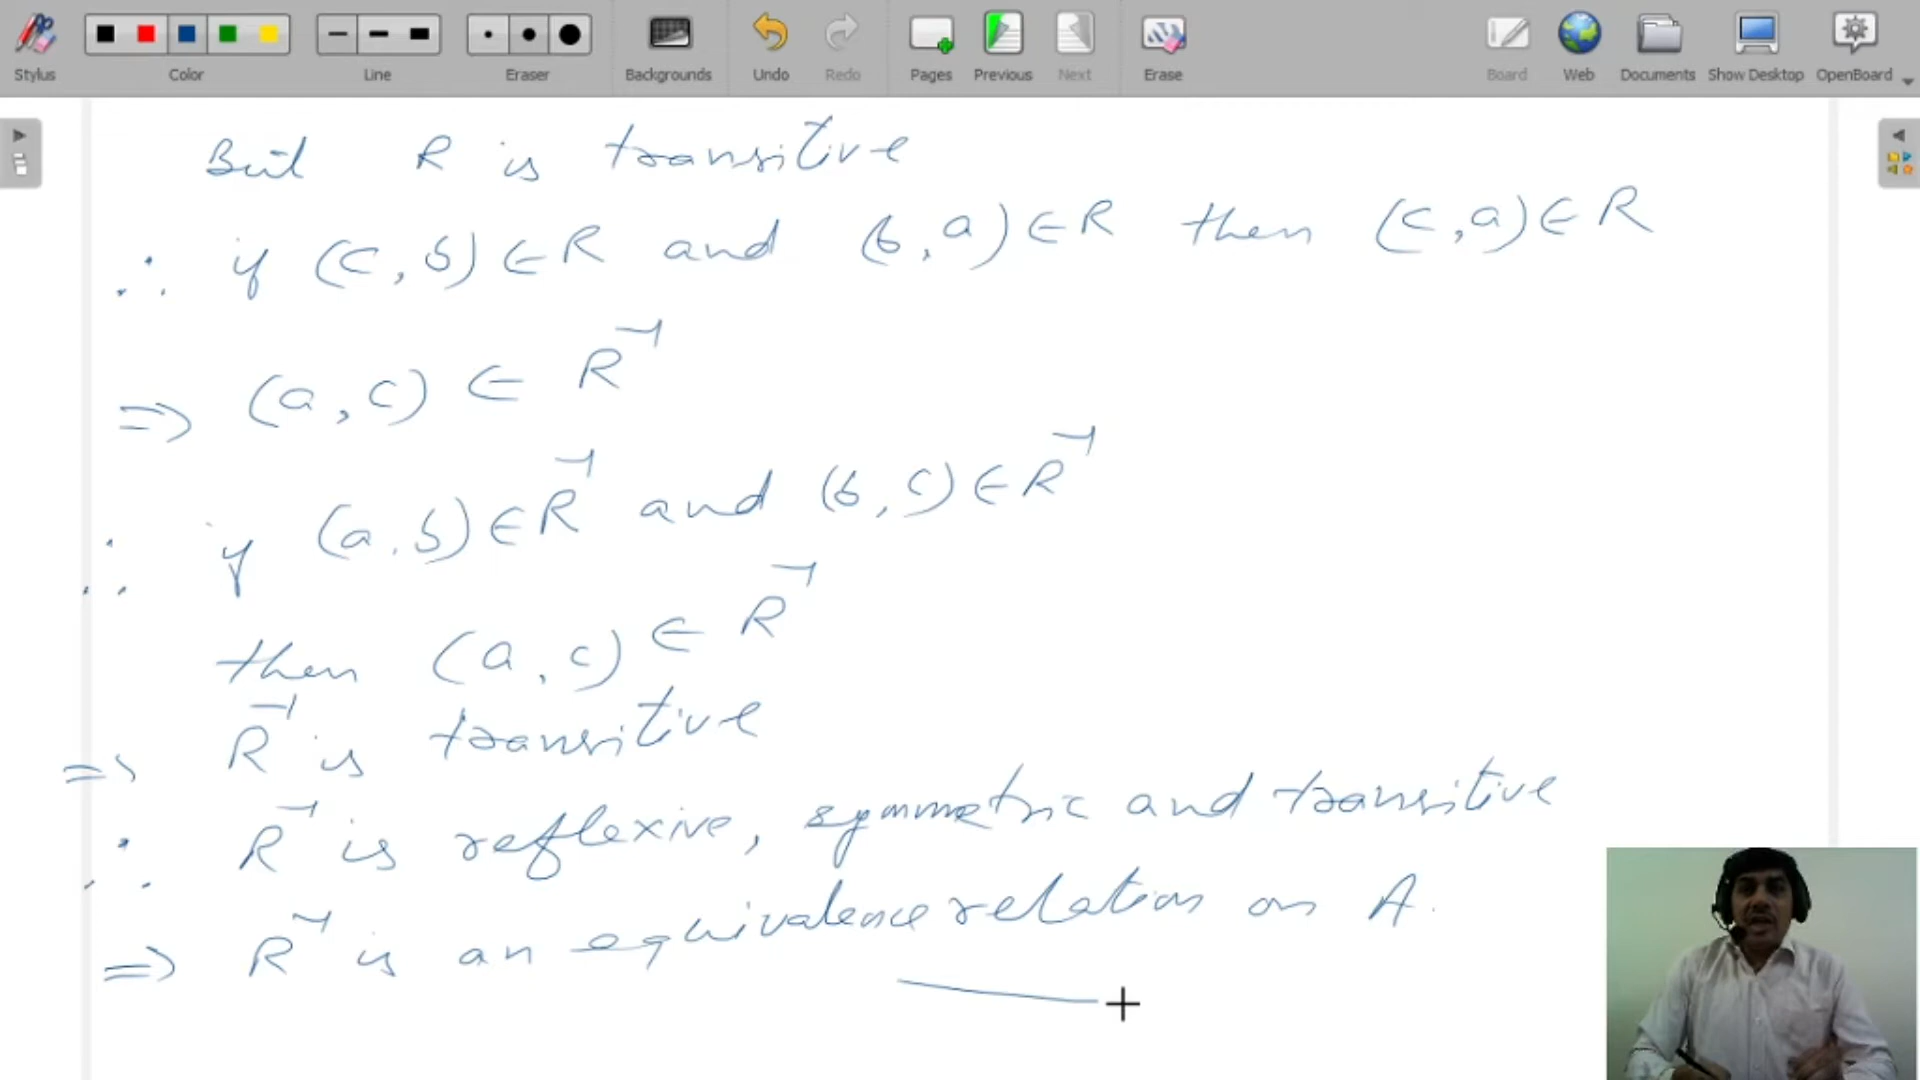 Stylus Color Line Eraser Backgrounds Undo Redo Pages Previous Next Erase Board Web Documents Show Desktop OpenBoard
But R is transitive
∴ if (c, b) ∈ R and (b, a) ∈ R then (c, a) ∈ R
⇒ (a, c) ∈ R⁻¹
∴ if (a, b) ∈ R⁻¹ and (b, c) ∈ R⁻¹
then (a, c) ∈ R⁻¹
⇒ R⁻¹ is transitive
∴ R⁻¹ is reflexive, symmetric and transitive
⇒ R⁻¹ is an equivalence relation on A.